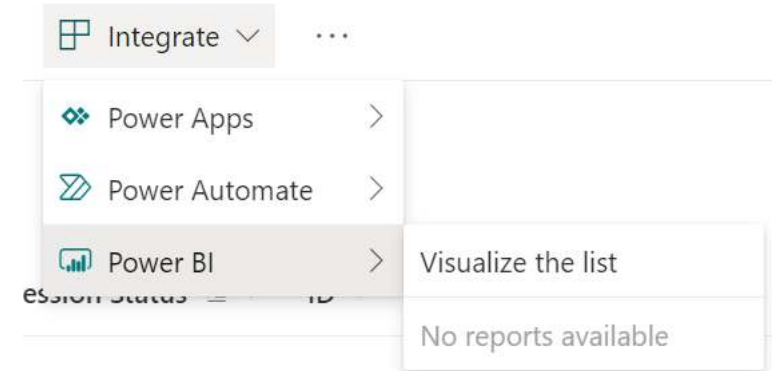 Integrate
...
Power Apps
Power Automate
Power BI
Visualize the list
No reports available